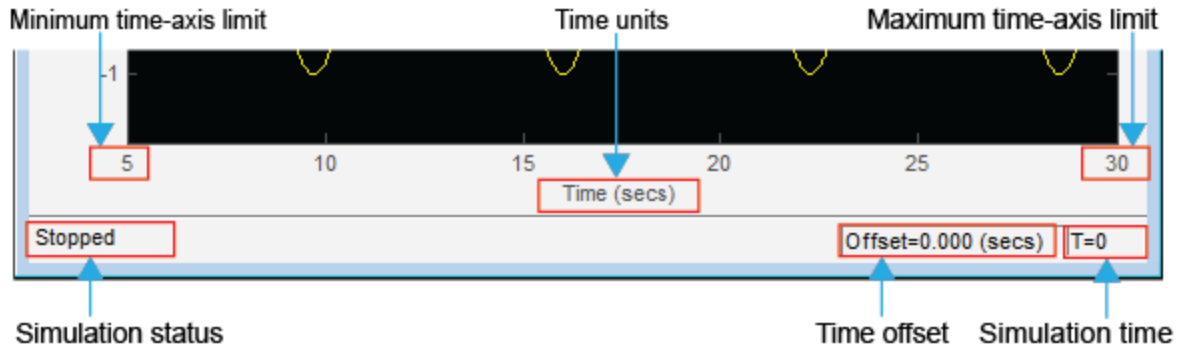 Minimum time-axis limit
Time units
Maximum time-axis limit
-1
5
10
15
20
25
30
Time (secs)
Stopped
Offset=0.000 (secs)
T=0
Simulation status
Time offset
Simulation time